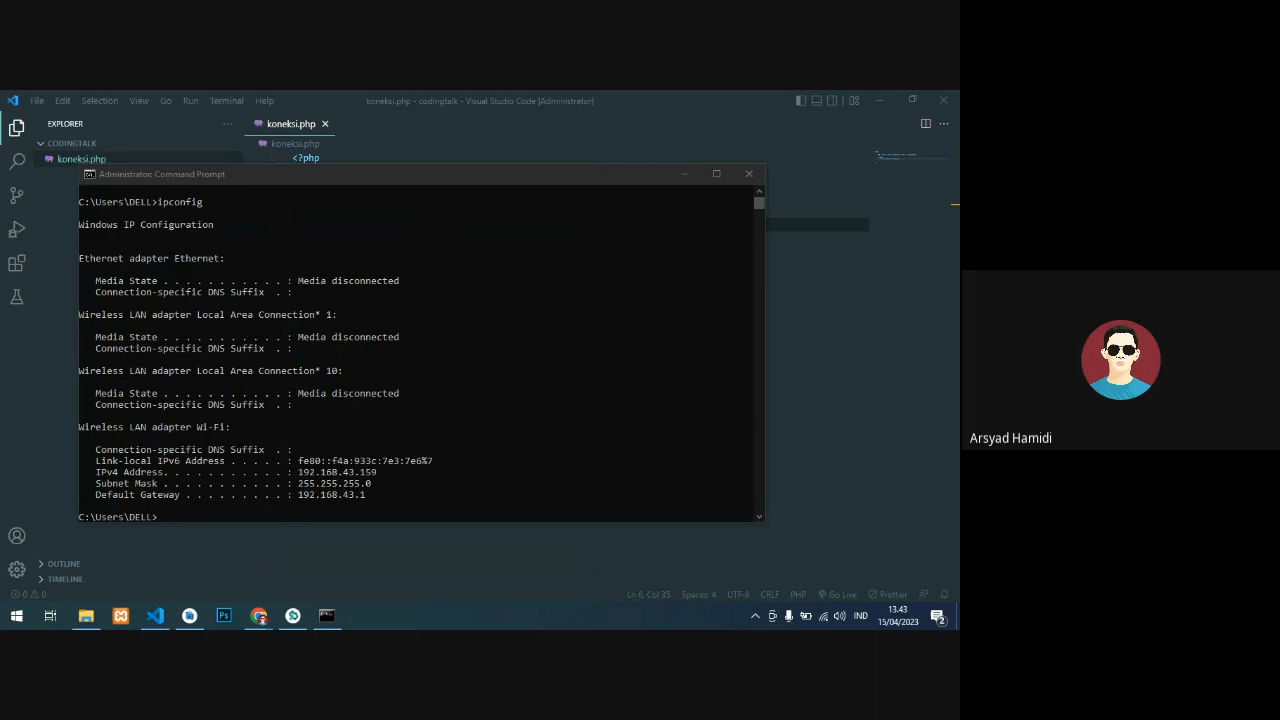 File Edit Selection View Go Run Terminal Help koneksi.php - codingtalk - Visual Studio Code [Administrator]
EXPLORER ...
koneksi.php
CODINGTALK
koneksi.php
koneksi.php
<?php
Administrator: Command Prompt
C:\Users\DELL>ipconfig
Windows IP Configuration
Ethernet adapter Ethernet:
Media State . . . . . . . . . . . : Media disconnected
Connection-specific DNS Suffix . :
Wireless LAN adapter Local Area Connection* 1:
Media State . . . . . . . . . . . : Media disconnected
Connection-specific DNS Suffix . :
Wireless LAN adapter Local Area Connection* 10:
Media State . . . . . . . . . . . : Media disconnected
Connection-specific DNS Suffix . :
Wireless LAN adapter Wi-Fi:
Connection-specific DNS Suffix . :
Link-local IPv6 Address . . . . . : fe80::f4a:933c:7e3:7e6%7
IPv4 Address. . . . . . . . . . . : 192.168.43.159
Subnet Mask . . . . . . . . . . . : 255.255.255.0
Default Gateway . . . . . . . . . : 192.168.43.1
C:\Users\DELL>
Arsyad Hamidi
OUTLINE
TIMELINE
0 0 Ln 6, Col 35 Spaces: 4 UTF-8 CRLF PHP Go Live Prettier
Ps
IND
13.43
15/04/2023
2